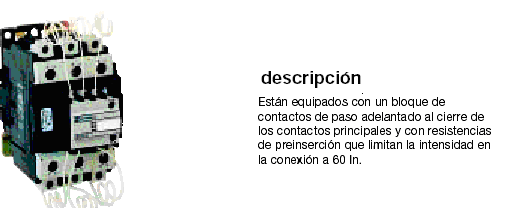 descripción
Están equipados con un bloque de
contactos de paso adelantado al cierre de
los contactos principales y con resistencias
de preinserción que limitan la intensidad en
la conexión a 60 In.